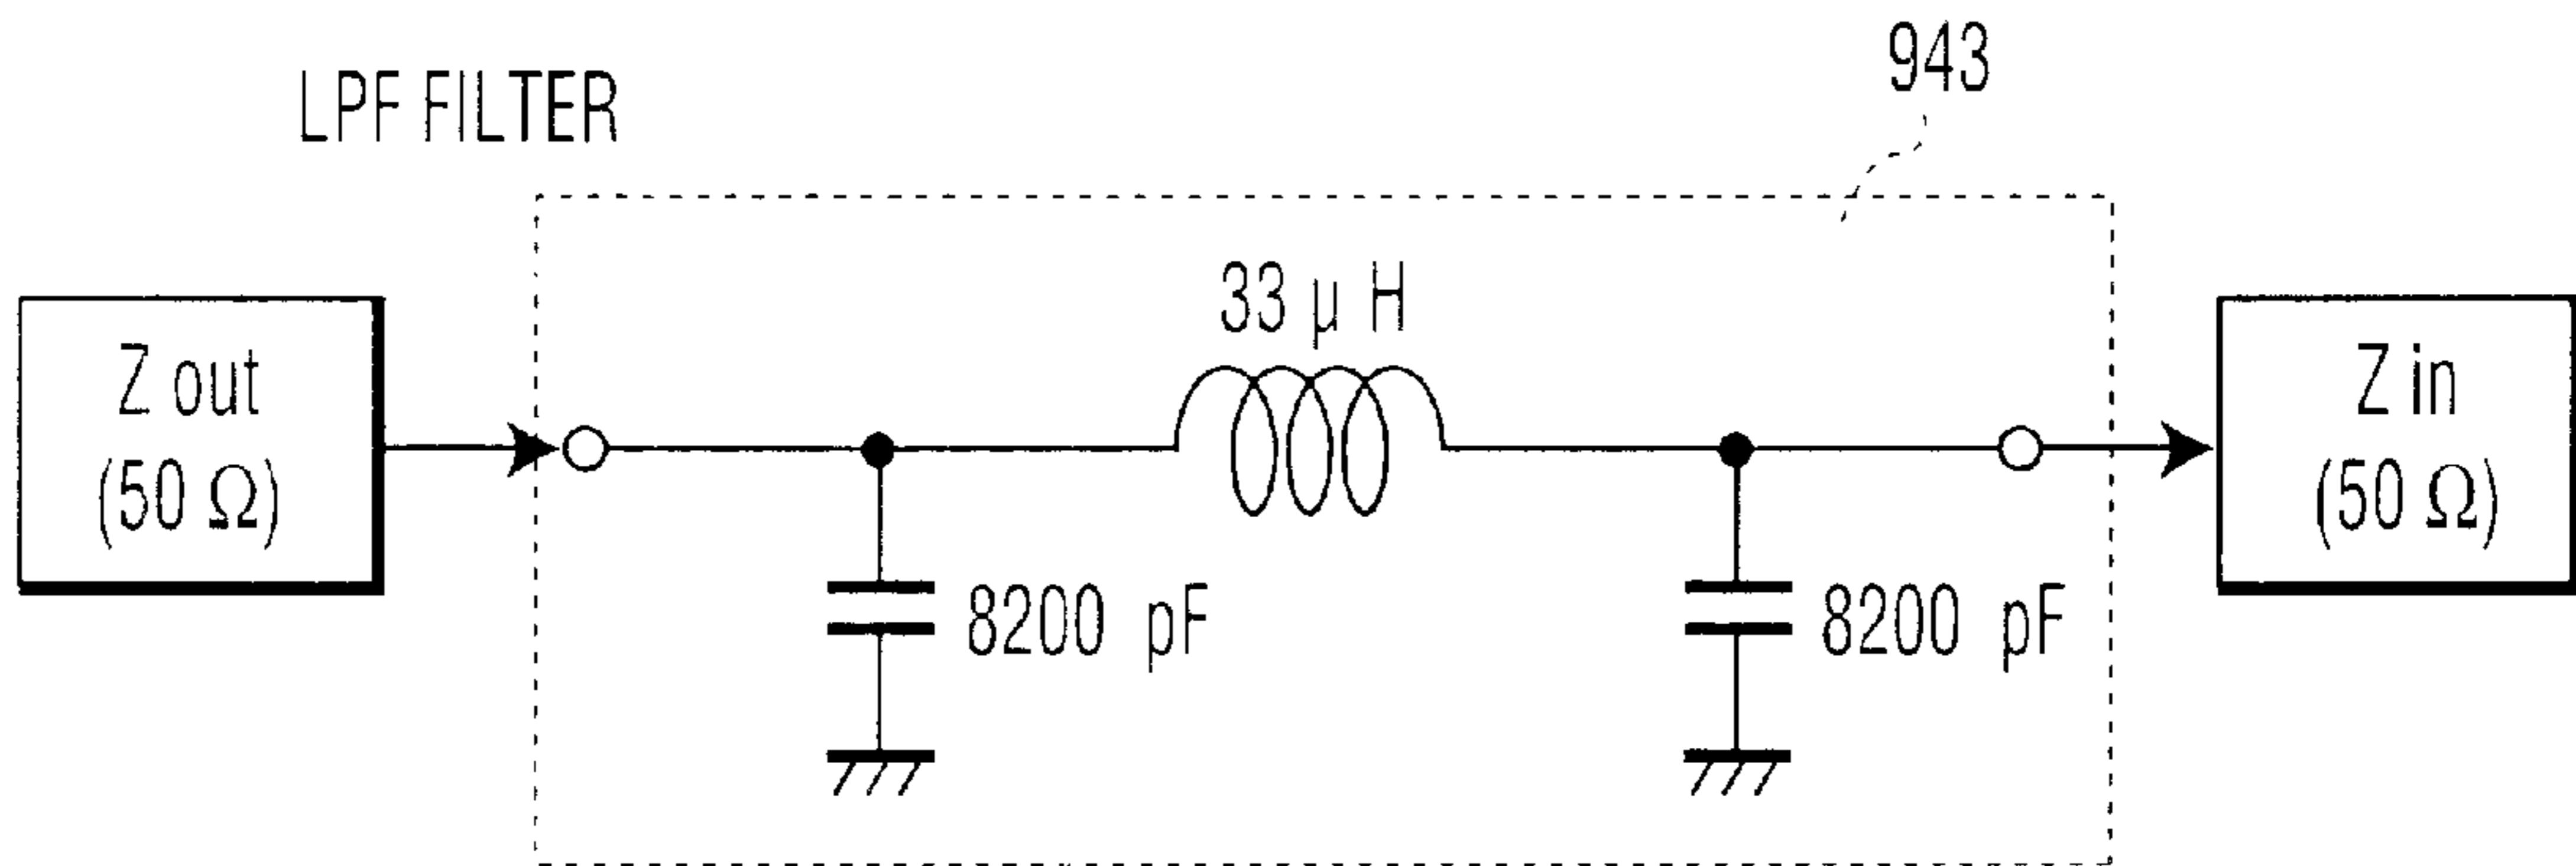 LPF FILTER
943
33 μ H
Z out
(50 Ω)
8200 pF
8200 pF
Z in
(50 Ω)